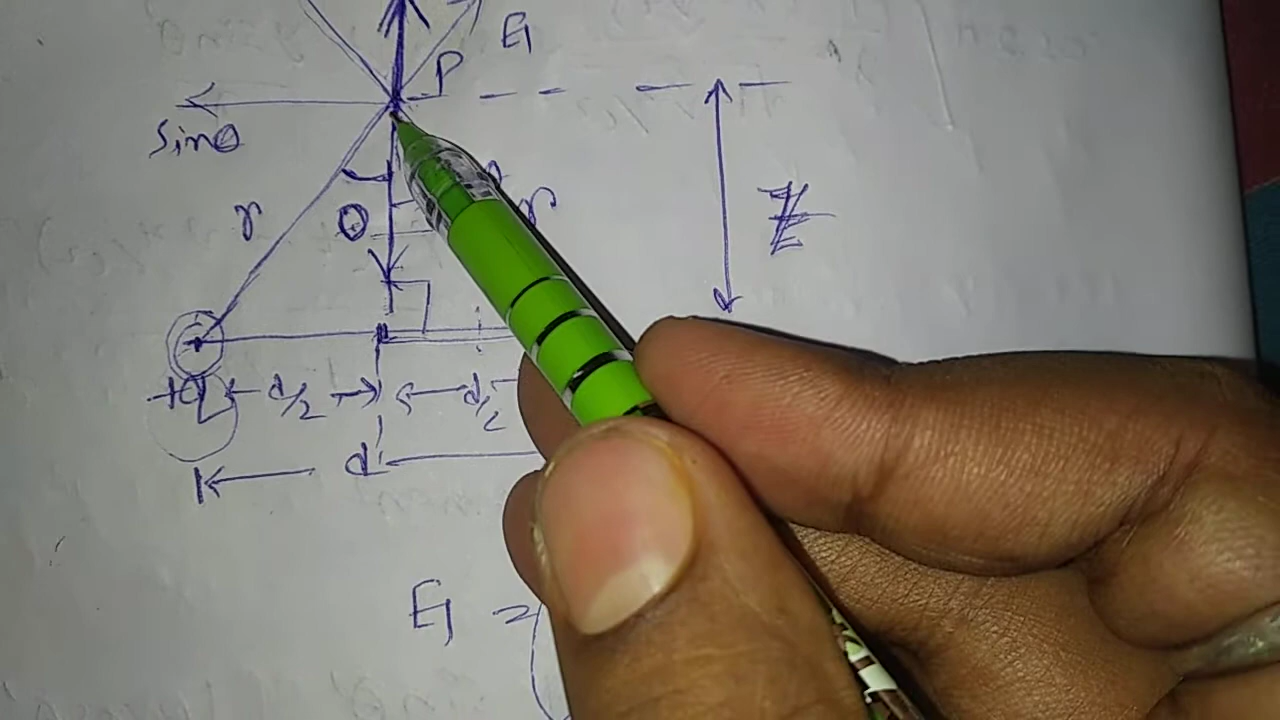 E1
P
sinθ
r θ r
Z
+q d/2 d/2
d
E1 =